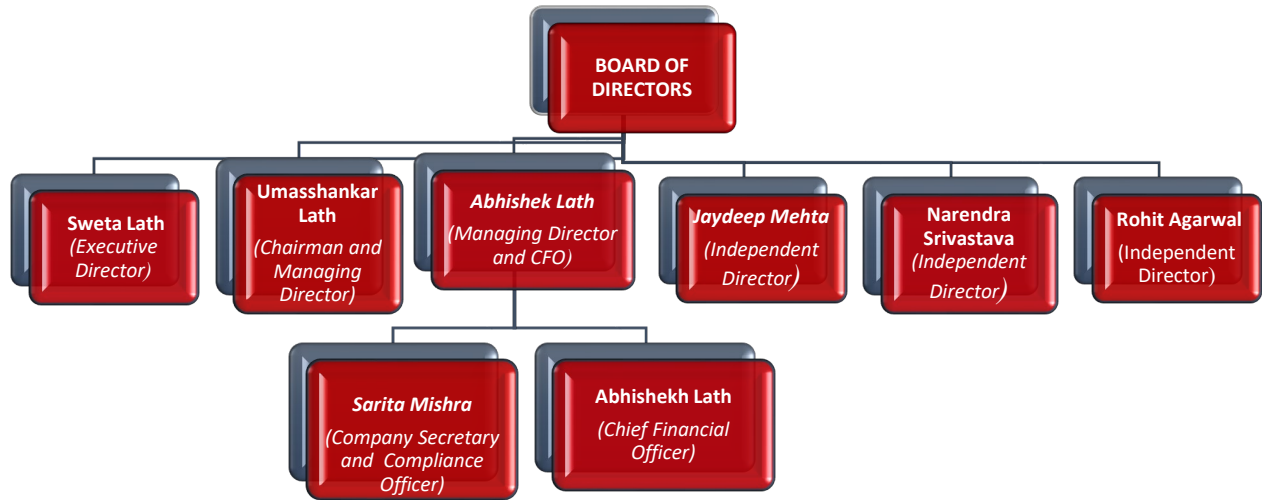 BOARD OF
DIRECTORS
Sweta Lath
(Executive
Director)
Umasshankar
Lath
(Chairman and
Managing
Director)
Abhishek Lath
(Managing Director
and CFO)
Jaydeep Mehta
(Independent
Director)
Narendra
Srivastava
(Independent
Director)
Rohit Agarwal
(Independent
Director)
Sarita Mishra
(Company Secretary
and Compliance
Officer)
Abhishekh Lath
(Chief Financial
Officer)